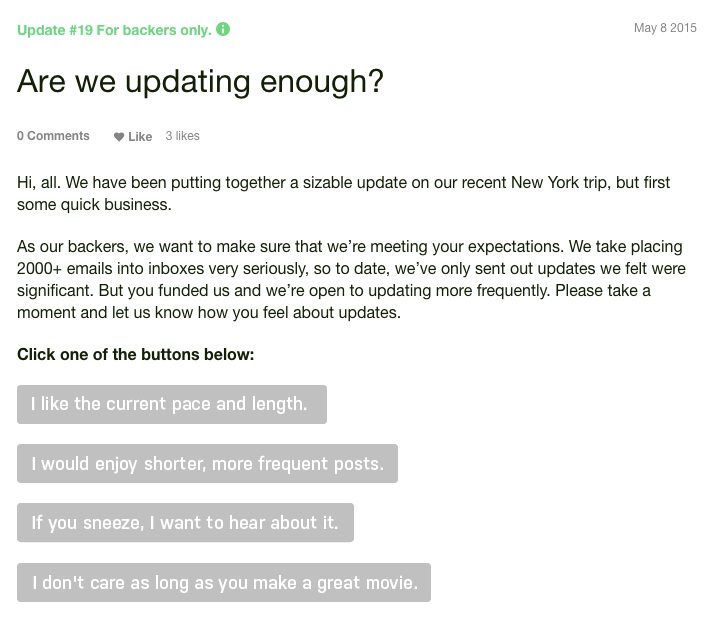 Update #19 For backers only.
May 8 2015
Are we updating enough?
0 Comments Like 3 likes
Hi, all. We have been putting together a sizable update on our recent New York trip, but first
some quick business.
As our backers, we want to make sure that we’re meeting your expectations. We take placing
2000+ emails into inboxes very seriously, so to date, we’ve only sent out updates we felt were
significant. But you funded us and we’re open to updating more frequently. Please take a
moment and let us know how you feel about updates.
Click one of the buttons below:
I like the current pace and length.
I would enjoy shorter, more frequent posts.
If you sneeze, I want to hear about it.
I don't care as long as you make a great movie.